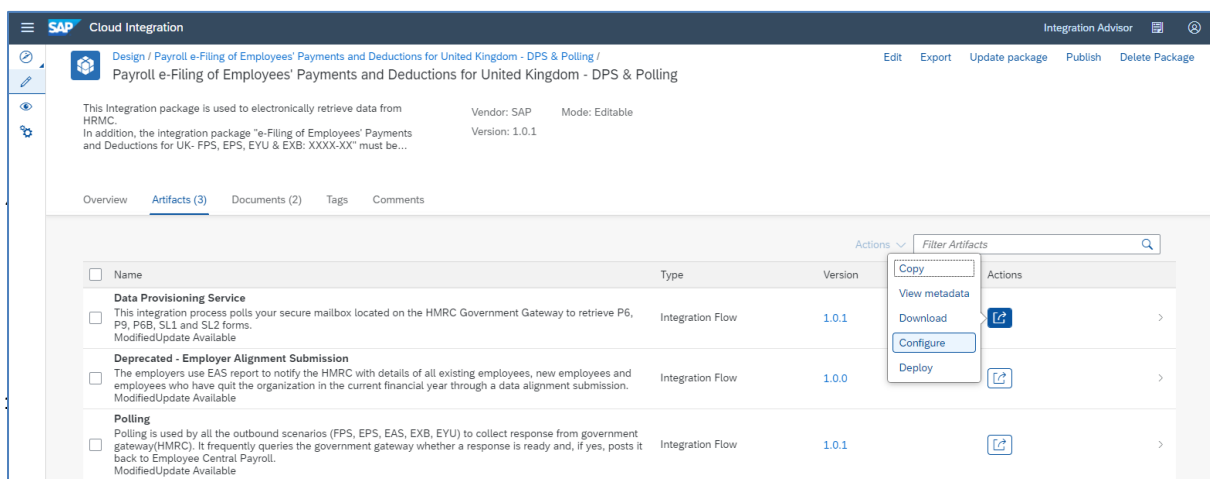 SAP Cloud Integration
Integration Advisor
Design / Payroll e-Filing of Employees' Payments and Deductions for United Kingdom - DPS & Polling /
Edit Export Update package Publish Delete Package
Payroll e-Filing of Employees' Payments and Deductions for United Kingdom - DPS & Polling
This Integration package is used to electronically retrieve data from
HRMC.
In addition, the integration package "e-Filing of Employees' Payments
and Deductions for UK- FPS, EPS, EYU & EXB: XXXX-XX" must be...
Vendor: SAP Mode: Editable
Version: 1.0.1
Overview Artifacts (3) Documents (2) Tags Comments
Actions Filter Artifacts
Name Type Version Actions
Copy
View metadata
Download
Configure
Deploy
Data Provisioning Service
This integration process polls your secure mailbox located on the HMRC Government Gateway to retrieve P6,
P9, P6B, SL1 and SL2 forms.
ModifiedUpdate Available
Integration Flow 1.0.1
Deprecated - Employer Alignment Submission
The employers use EAS report to notify the HMRC with details of all existing employees, new employees and
employees who have quit the organization in the current financial year through a data alignment submission.
ModifiedUpdate Available
Integration Flow 1.0.0
Polling
Polling is used by all the outbound scenarios (FPS, EPS, EAS, EXB, EYU) to collect response from government
gateway(HMRC). It frequently queries the government gateway whether a response is ready and, if yes, posts it
back to Employee Central Payroll.
ModifiedUpdate Available
Integration Flow 1.0.1